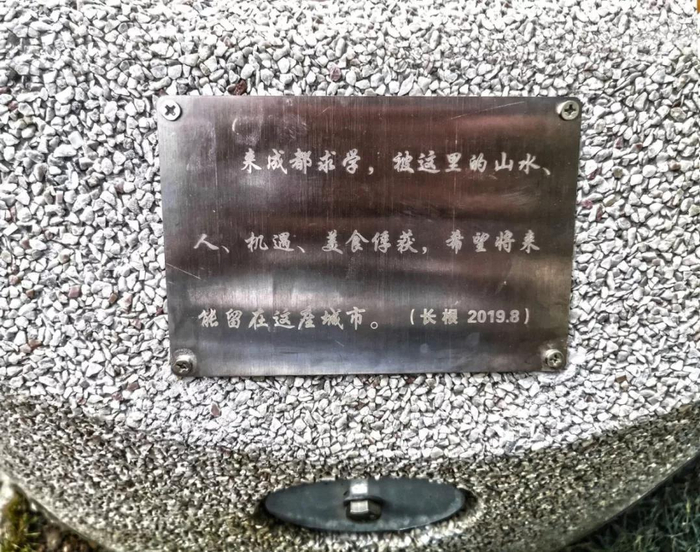 来成都求学，被这里的山水、
人、机遇、美食俘获，希望将来
能留在这座城市。（长根 2019.8）